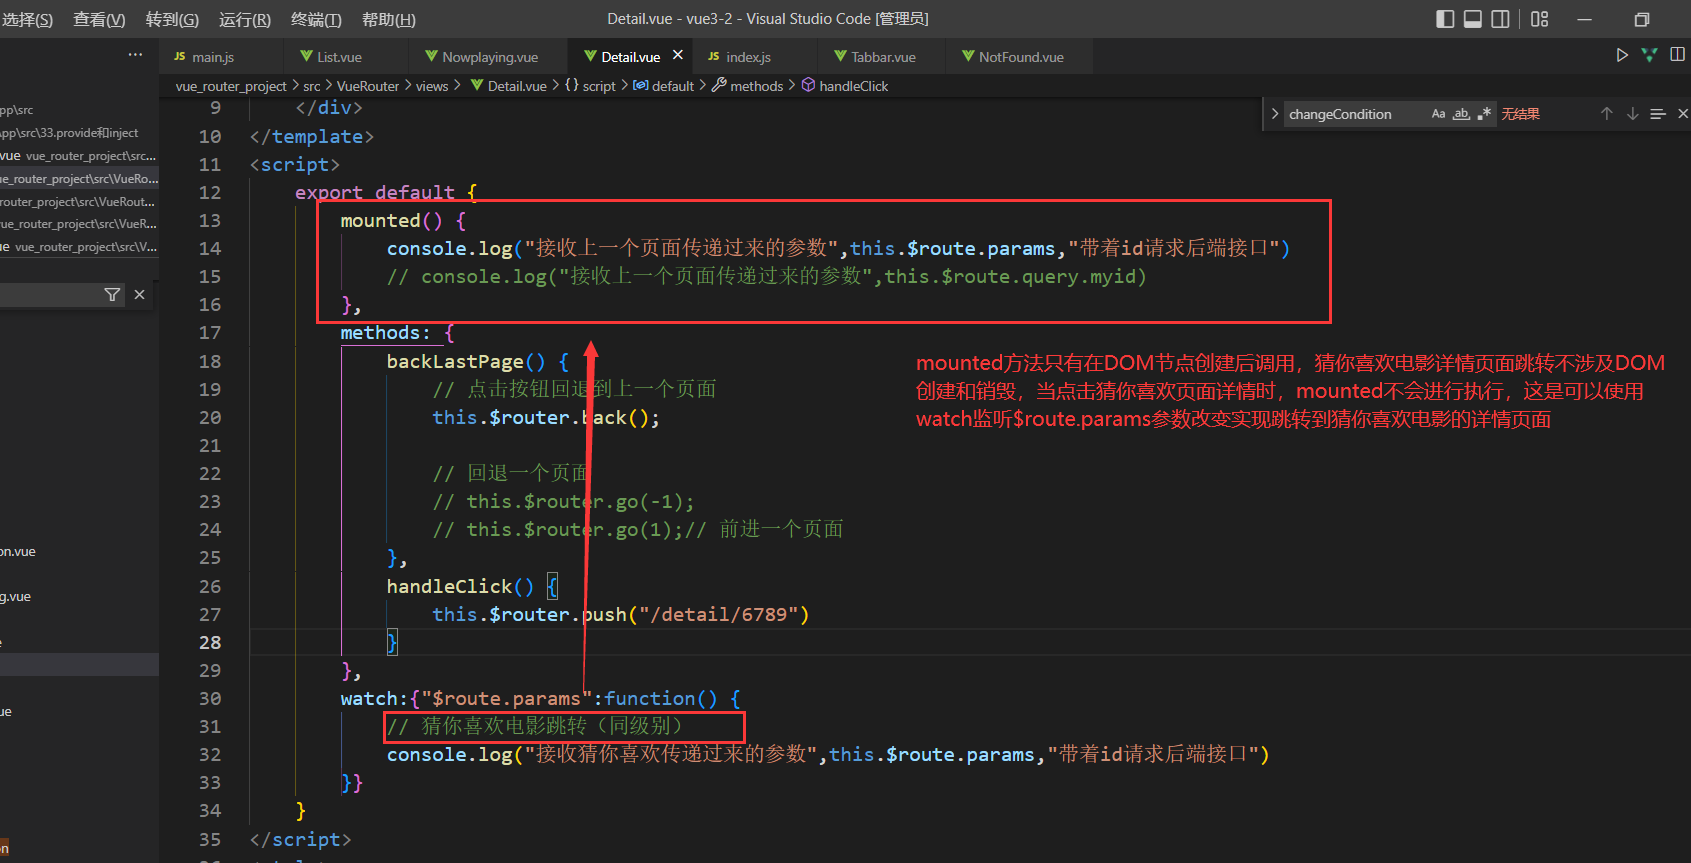 选择(S) 查看(V) 转到(G) 运行(R) 终端(T) 帮助(H) Detail.vue - vue3-2 - Visual Studio Code [管理员]
··· JS main.js List.vue Nowplaying.vue Detail.vue × JS index.js Tabbar.vue NotFound.vue
vue_router_project > src > VueRouter > views > Detail.vue > {} script > default > methods > handleClick
changeCondition Aa ab .* 无结果
pp\src
pp\src\33.provide和inject
vue vue_router_project\src...
ue_router_project\src\VueRo...
router_project\src\VueRout...
ue_router_project\src\VueR...
e vue_router_project\src\V...
on.vue
g.vue
e
ue
on
9 </div>
10 </template>
11 <script>
12 export default {
13 mounted() {
14 console.log("接收上一个页面传递过来的参数",this.$route.params,"带着id请求后端接口")
15 // console.log("接收上一个页面传递过来的参数",this.$route.query.myid)
16 },
17 methods: {
18 backLastPage() {
19 // 点击按钮回退到上一个页面
20 this.$router.back();
21
22 // 回退一个页面
23 // this.$router.go(-1);
24 // this.$router.go(1);// 前进一个页面
25 },
26 handleClick() {
27 this.$router.push("/detail/6789")
28 }
29 },
30 watch:{"$route.params":function() {
31 // 猜你喜欢电影跳转（同级别）
32 console.log("接收猜你喜欢传递过来的参数",this.$route.params,"带着id请求后端接口")
33 }}
34 }
35 </script>
mounted方法只有在DOM节点创建后调用，猜你喜欢电影详情页面跳转不涉及DOM
创建和销毁，当点击猜你喜欢页面详情时，mounted不会进行执行，这是可以使用
watch监听$route.params参数改变实现跳转到猜你喜欢电影的详情页面